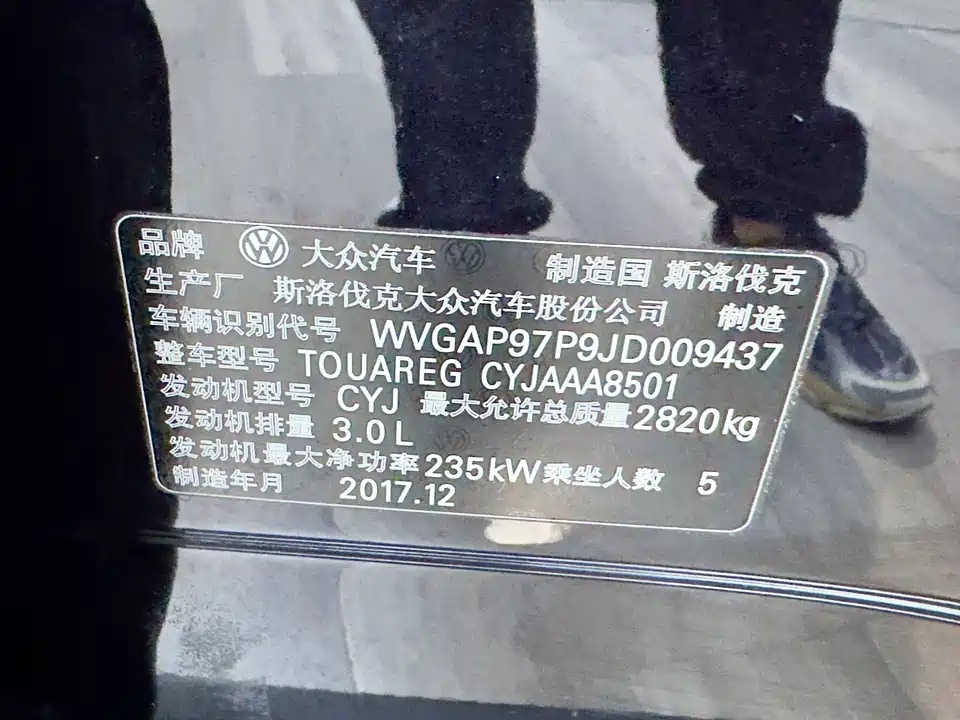 品牌 大众汽车 制造国 斯洛伐克
生产厂 斯洛伐克大众汽车股份公司 制造
车辆识别代号 WVGAP97P9JD009437
整车型号 TOUAREG CYJAAA8501
发动机型号 CYJ 最大允许总质量 2820kg
发动机排量 3.0L
发动机最大净功率 235kW 乘坐人数 5
制造年月 2017.12